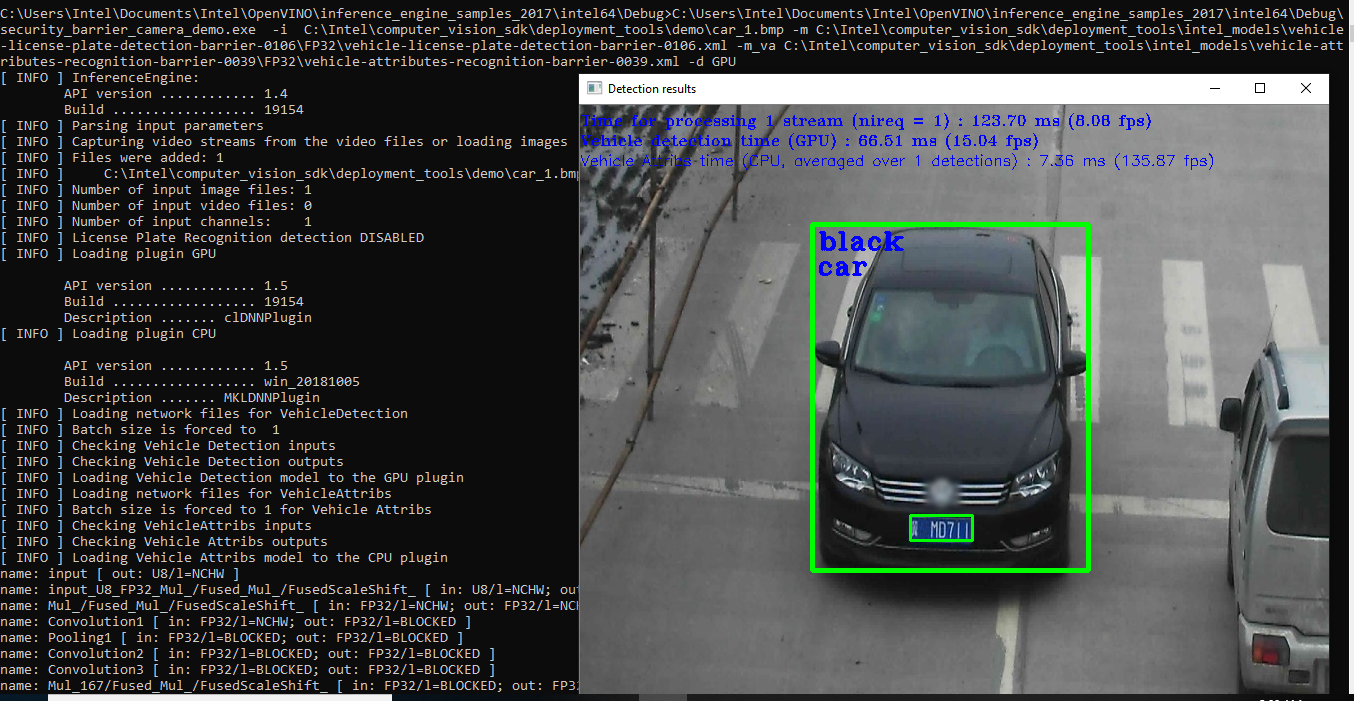 C:\Users\Intel\Documents\Intel\OpenVINO\inference_engine_samples_2017\intel64\Debug>C:\Users\Intel\Documents\Intel\OpenVINO\inference_engine_samples_2017\intel64\Debug\
security_barrier_camera_demo.exe  -i  C:\Intel\computer_vision_sdk\deployment_tools\demo\car_1.bmp -m C:\Intel\computer_vision_sdk\deployment_tools\intel_models\vehicle
-license-plate-detection-barrier-0106\FP32\vehicle-license-plate-detection-barrier-0106.xml -m_va C:\Intel\computer_vision_sdk\deployment_tools\intel_models\vehicle-att
ributes-recognition-barrier-0039\FP32\vehicle-attributes-recognition-barrier-0039.xml -d GPU
[ INFO ] InferenceEngine:
API version ............ 1.4
Build .................. 19154
[ INFO ] Parsing input parameters
[ INFO ] Capturing video streams from the video files or loading images
[ INFO ] Files were added: 1
[ INFO ]     C:\Intel\computer_vision_sdk\deployment_tools\demo\car_1.bmp
[ INFO ] Number of input image files: 1
[ INFO ] Number of input video files: 0
[ INFO ] Number of input channels:    1
[ INFO ] License Plate Recognition detection DISABLED
[ INFO ] Loading plugin GPU
API version ............ 1.5
Build .................. 19154
Description ....... clDNNPlugin
[ INFO ] Loading plugin CPU
API version ............ 1.5
Build .................. win_20181005
Description ....... MKLDNNPlugin
[ INFO ] Loading network files for VehicleDetection
[ INFO ] Batch size is forced to  1
[ INFO ] Checking Vehicle Detection inputs
[ INFO ] Checking Vehicle Detection outputs
[ INFO ] Loading Vehicle Detection model to the GPU plugin
[ INFO ] Loading network files for VehicleAttribs
[ INFO ] Batch size is forced to 1 for Vehicle Attribs
[ INFO ] Checking VehicleAttribs inputs
[ INFO ] Checking Vehicle Attribs outputs
[ INFO ] Loading Vehicle Attribs model to the CPU plugin
name: input [ out: U8/l=NCHW ]
name: input_U8_FP32_Mul_/Fused_Mul_/FusedScaleShift_ [ in: U8/l=NCHW; out
name: Mul_/Fused_Mul_/FusedScaleShift_ [ in: FP32/l=NCHW; out: FP32/l=NCH
name: Convolution1 [ in: FP32/l=NCHW; out: FP32/l=BLOCKED ]
name: Pooling1 [ in: FP32/l=BLOCKED; out: FP32/l=BLOCKED ]
name: Convolution2 [ in: FP32/l=BLOCKED; out: FP32/l=BLOCKED ]
name: Convolution3 [ in: FP32/l=BLOCKED; out: FP32/l=BLOCKED ]
name: Mul_167/Fused_Mul_/FusedScaleShift_ [ in: FP32/l=BLOCKED; out: FP32
Detection results
Time for processing 1 stream (nireq = 1) : 123.70 ms (8.08 fps)
Vehicle detection time (GPU) : 66.51 ms (15.04 fps)
Vehicle Attribs time (CPU, averaged over 1 detections) : 7.36 ms (135.87 fps)
black
car
MD711